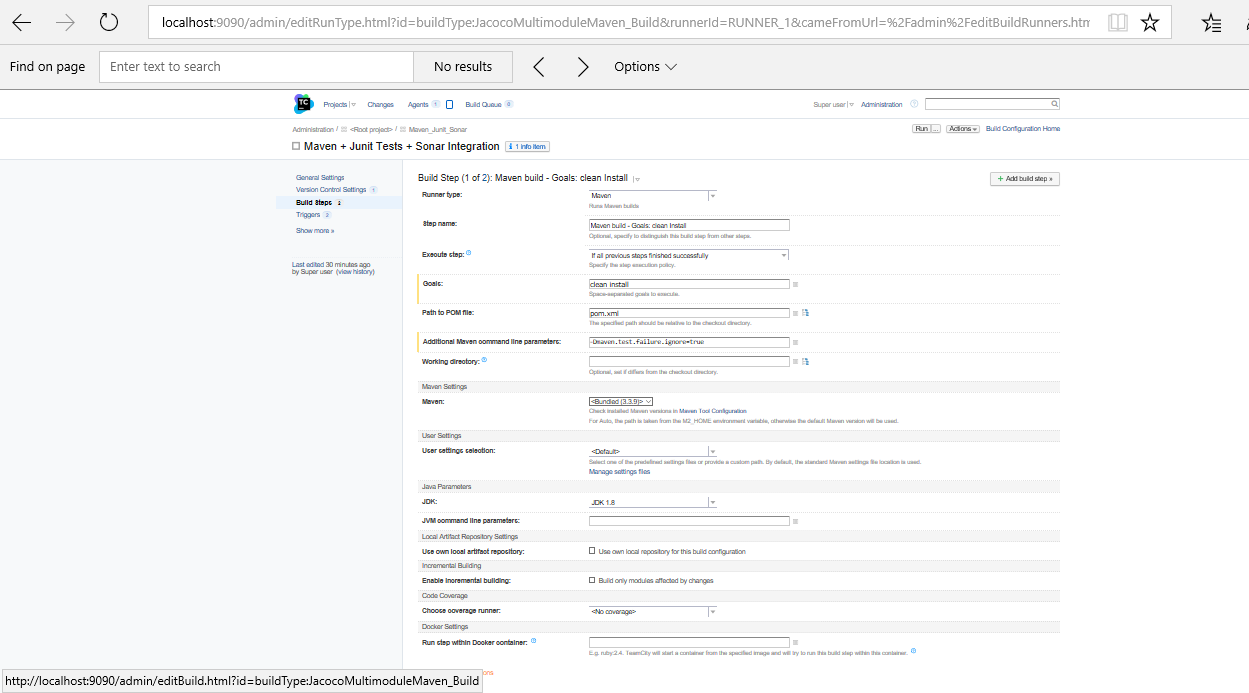 localhost:9090/admin/editRunType.html?id=buildType:JacocoMultimoduleMaven_Build&runnerId=RUNNER_1&cameFromUrl=%2Fadmin%2FeditBuildRunners.htm
Find on page Enter text to search No results Options
TC Projects Changes Agents 1 Build Queue 0 Super user Administration
Administration / <Root project> / Maven_Junit_Sonar Run ... Actions Build Configuration Home
Maven + Junit Tests + Sonar Integration 1 info item
General Settings
Version Control Settings 1
Build Steps 2
Triggers 2
Show more »
Last edited 30 minutes ago
by Super user (view history)
Build Step (1 of 2): Maven build - Goals: clean Install
+ Add build step »
Runner type: Maven
Runs Maven builds
Step name: Maven build - Goals: clean Install
Optional, specify to distinguish this build step from other steps.
Execute step: If all previous steps finished successfully
Specify the step execution policy.
Goals: clean install
Space-separated goals to execute.
Path to POM file: pom.xml
The specified path should be relative to the checkout directory.
Additional Maven command line parameters: -Dmaven.test.failure.ignore=true
Working directory:
Optional, set if differs from the checkout directory.
Maven Settings
Maven: <Bundled (3.3.9)>
Check installed Maven versions in Maven Tool Configuration
For Auto, the path is taken from the M2_HOME environment variable, otherwise the default Maven version will be used.
User Settings
User settings selection: <Default>
Select one of the predefined settings files or provide a custom path. By default, the standard Maven settings file location is used.
Manage settings files
Java Parameters
JDK: JDK 1.8
JVM command line parameters:
Local Artifact Repository Settings
Use own local artifact repository: Use own local repository for this build configuration
Incremental Building
Enable incremental building: Build only modules affected by changes
Code Coverage
Choose coverage runner: <No coverage>
Docker Settings
Run step within Docker container:
E.g. ruby:2.4. TeamCity will start a container from the specified image and will try to run this build step within this container.
http://localhost:9090/admin/editBuild.html?id=buildType:JacocoMultimoduleMaven_Build